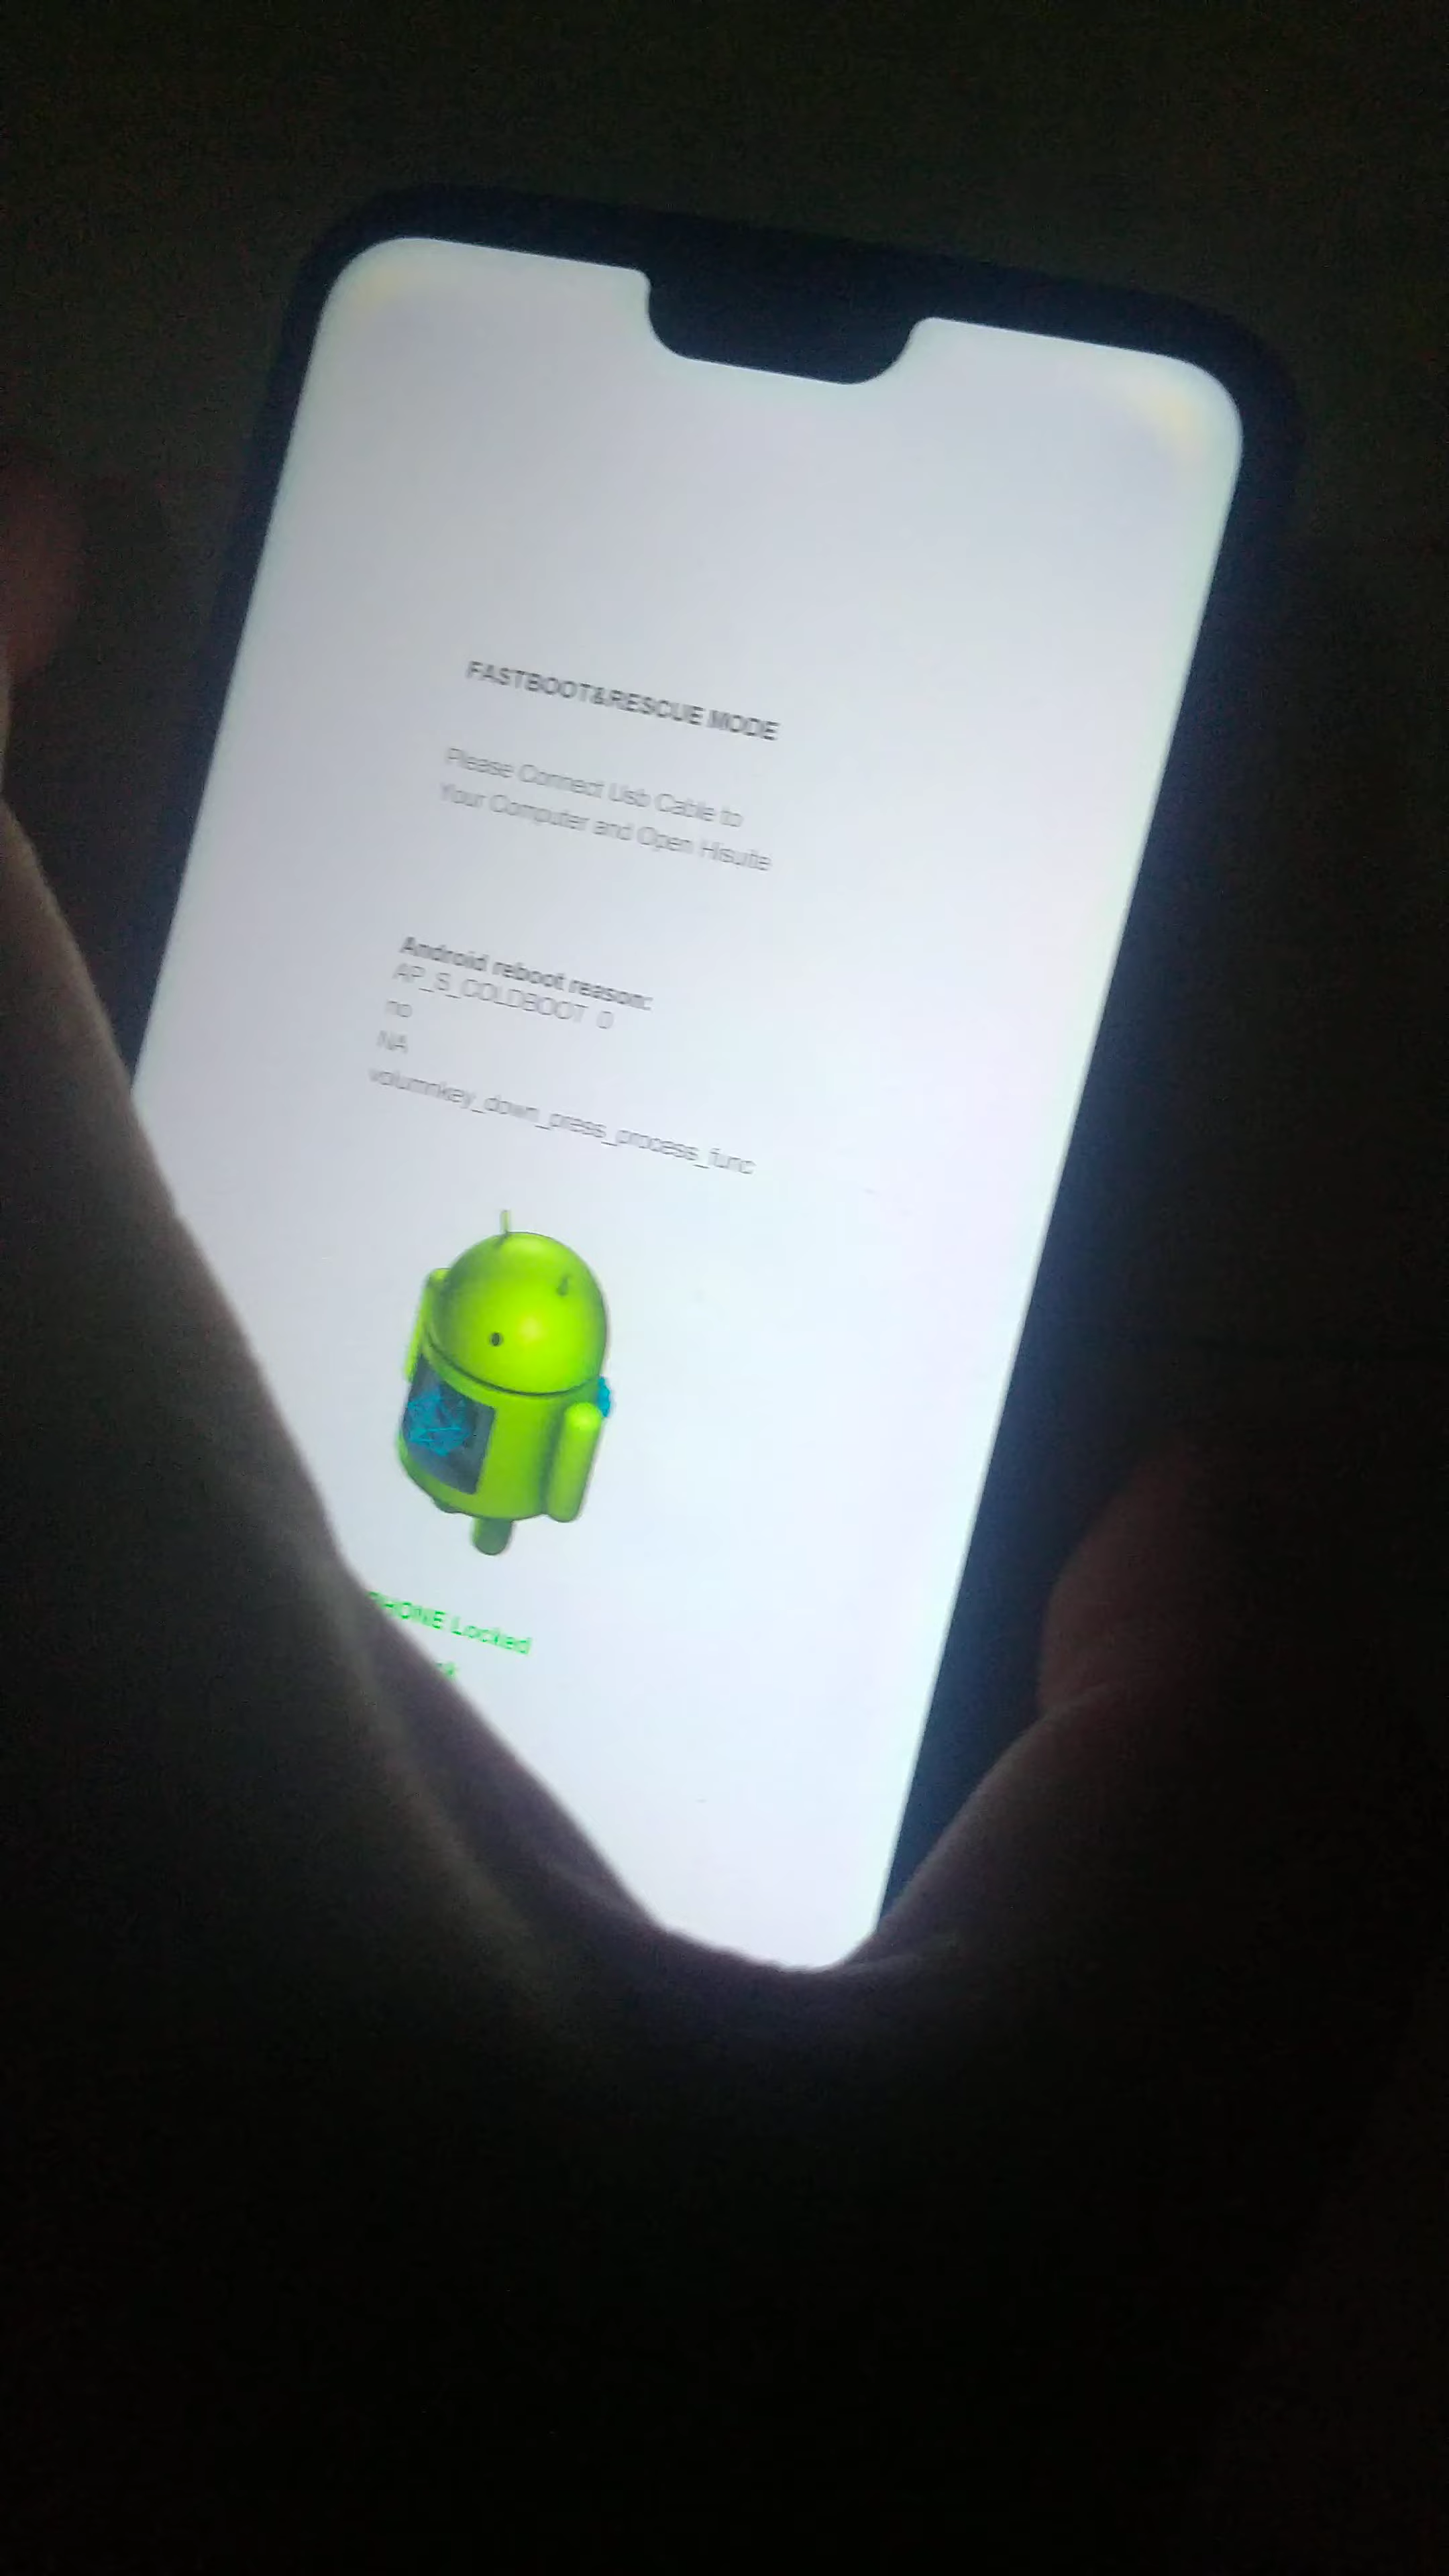 FASTBOOT&RESCUE MODE
Please Connect Usb Cable to
Your Computer and Open Hisuite
Android reboot reason:
AP_S_COLDBOOT 0
no
NA
volumnkey_down_press_process_func
PHONE Locked